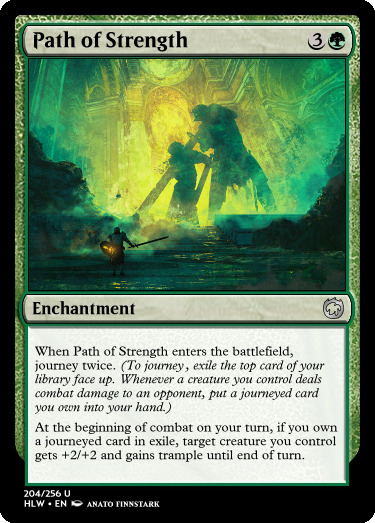 Path of Strength 3
Enchantment
When Path of Strength enters the battlefield,
journey twice. (To journey, exile the top card of your
library face up. Whenever a creature you control deals
combat damage to an opponent, put a journeyed card
you own into your hand.)
At the beginning of combat on your turn, if you own
a journeyed card in exile, target creature you control
gets +2/+2 and gains trample until end of turn.
204/256 U
HLW • EN ANATO FINNSTARK